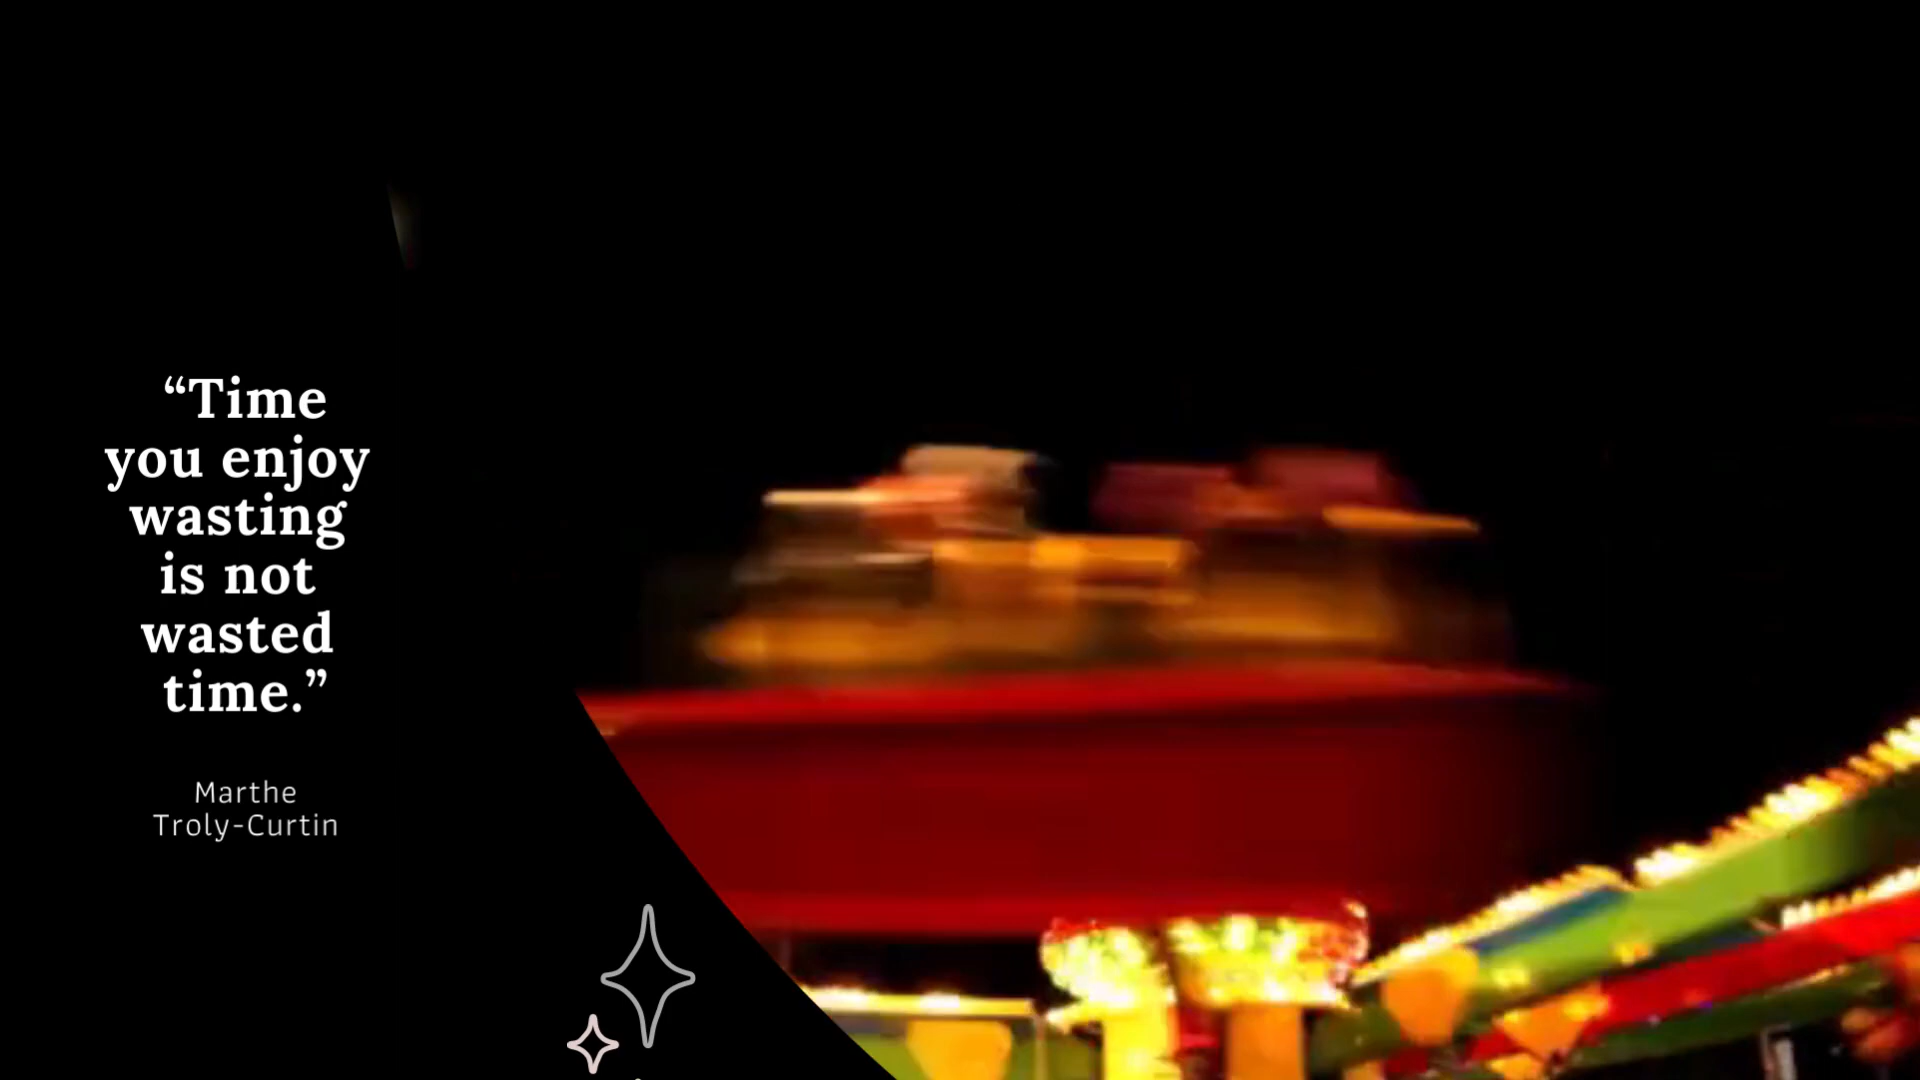 “Time
you enjoy
wasting
is not
wasted
time.”
Marthe
Troly-Curtin